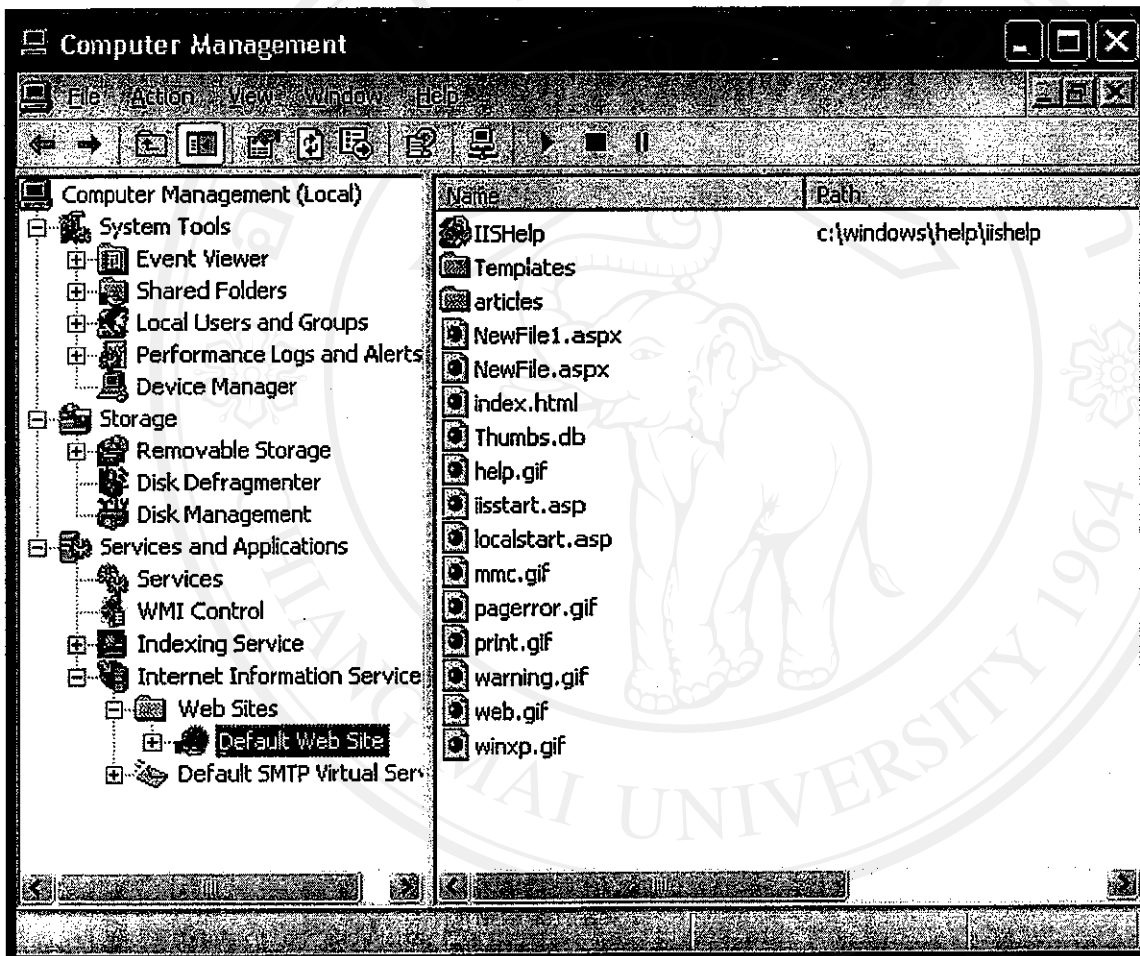 Computer Management
File Action View Window Help
Computer Management (Local)
System Tools
Event Viewer
Shared Folders
Local Users and Groups
Performance Logs and Alerts
Device Manager
Storage
Removable Storage
Disk Defragmenter
Disk Management
Services and Applications
Services
WMI Control
Indexing Service
Internet Information Service
Web Sites
Default Web Site
Default SMTP Virtual Serv
Name Path
IISHelp c:\windows\help\iishelp
Templates
articles
NewFile1.aspx
NewFile.aspx
index.html
Thumbs.db
help.gif
iisstart.asp
localstart.asp
mmc.gif
pagerror.gif
print.gif
warning.gif
web.gif
winxp.gif
CHIANG MAI UNIVERSITY 1964